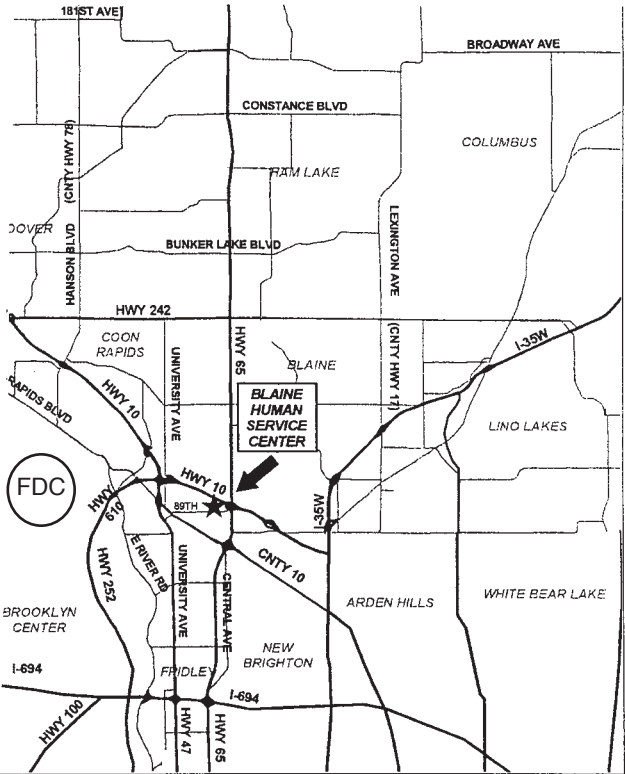 181ST AVE
BROADWAY AVE
CONSTANCE BLVD
COLUMBUS
(CNTY HWY 78)
HANSON BLVD
HAM LAKE
DOVER
BUNKER LAKE BLVD
LEXINGTON AVE
(CNTY HWY 17)
HWY 242
COON
RAPIDS
UNIVERSITY AVE
HWY 65
BLAINE
I-35W
RAPIDS BLVD
HWY 10
BLAINE
HUMAN
SERVICE
CENTER
LINO LAKES
FDC
HWY
610
HWY 10
89TH
I-35W
HWY 252
E RIVER RD
UNIVERSITY AVE
CENTRAL AVE
CNTY 10
BROOKLYN
CENTER
ARDEN HILLS
WHITE BEAR LAKE
NEW
BRIGHTON
FRIDLEY
I-694
I-694
HWY 100
HWY 47
HWY 65